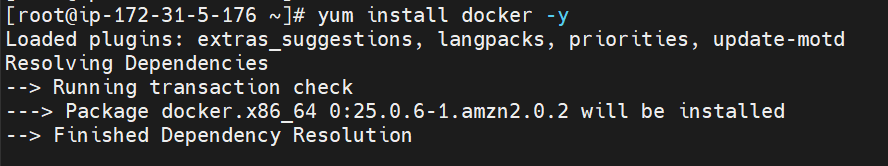 [root@ip-172-31-5-176 ~]# yum install docker -y
Loaded plugins: extras_suggestions, langpacks, priorities, update-motd
Resolving Dependencies
--> Running transaction check
---> Package docker.x86_64 0:25.0.6-1.amzn2.0.2 will be installed
--> Finished Dependency Resolution